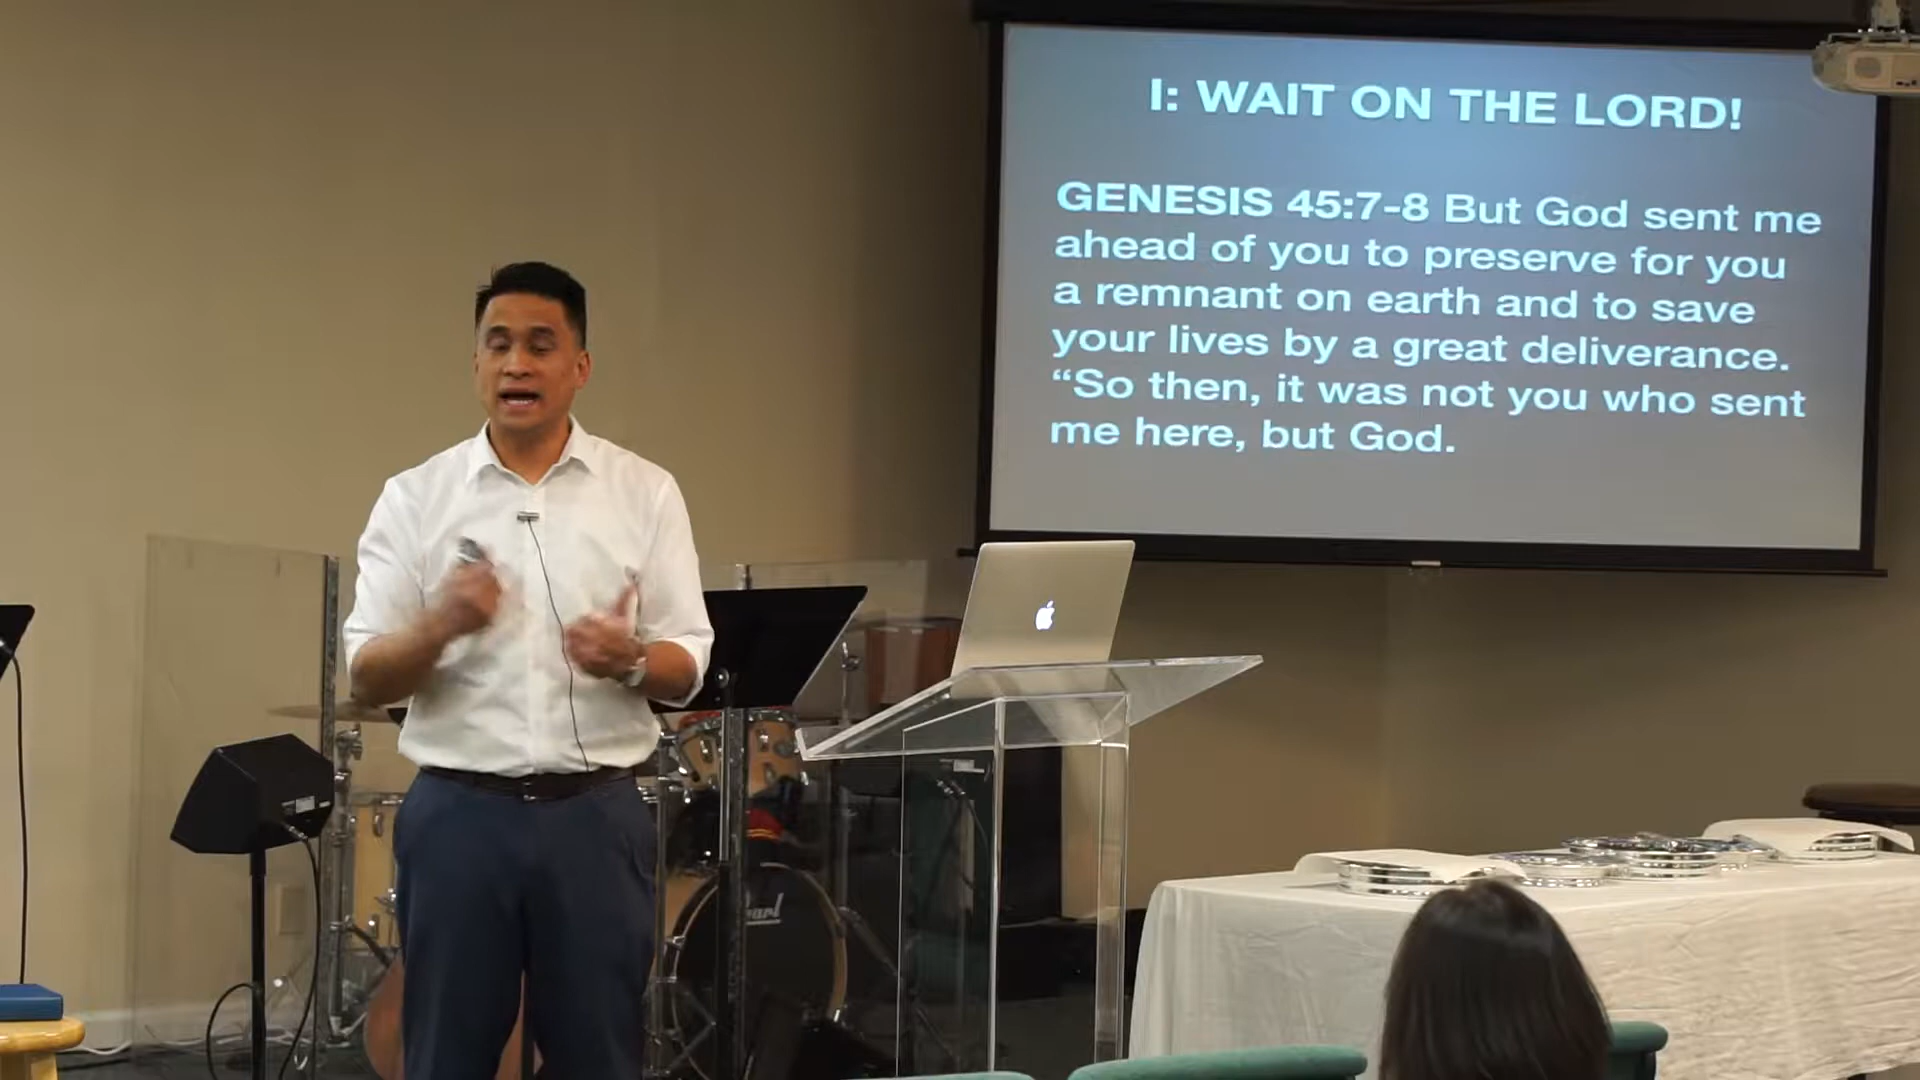 I: WAIT ON THE LORD!
GENESIS 45:7-8 But God sent me
ahead of you to preserve for you
a remnant on earth and to save
your lives by a great deliverance.
“So then, it was not you who sent
me here, but God.
Pearl